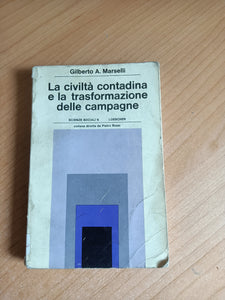 Gilberto A. Marselli
La civiltà contadina
e la trasformazione
delle campagne
SCIENZE SOCIALI 6 LOESCHER
collana diretta da Pietro Rossi